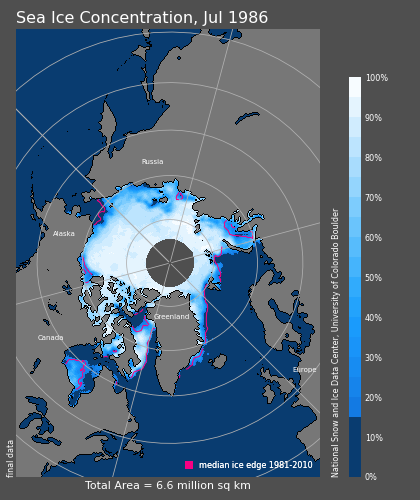 Sea Ice Concentration, Jul 1986
Russia
Alaska
Greenland
Canada
Europe
median ice edge 1981-2010
Total Area = 6.6 million sq km
final data
100%
90%
80%
70%
60%
50%
40%
30%
20%
10%
0%
National Snow and Ice Data Center, University of Colorado Boulder